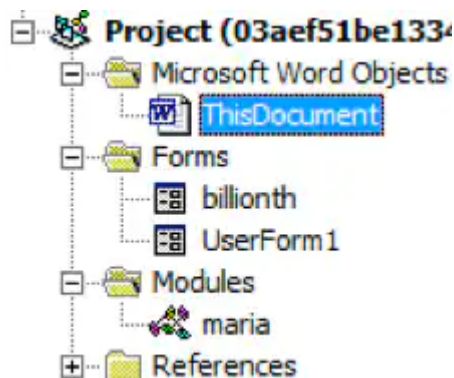 Project (03aef51be1334
Microsoft Word Objects
ThisDocument
Forms
billionth
UserForm1
Modules
maria
References